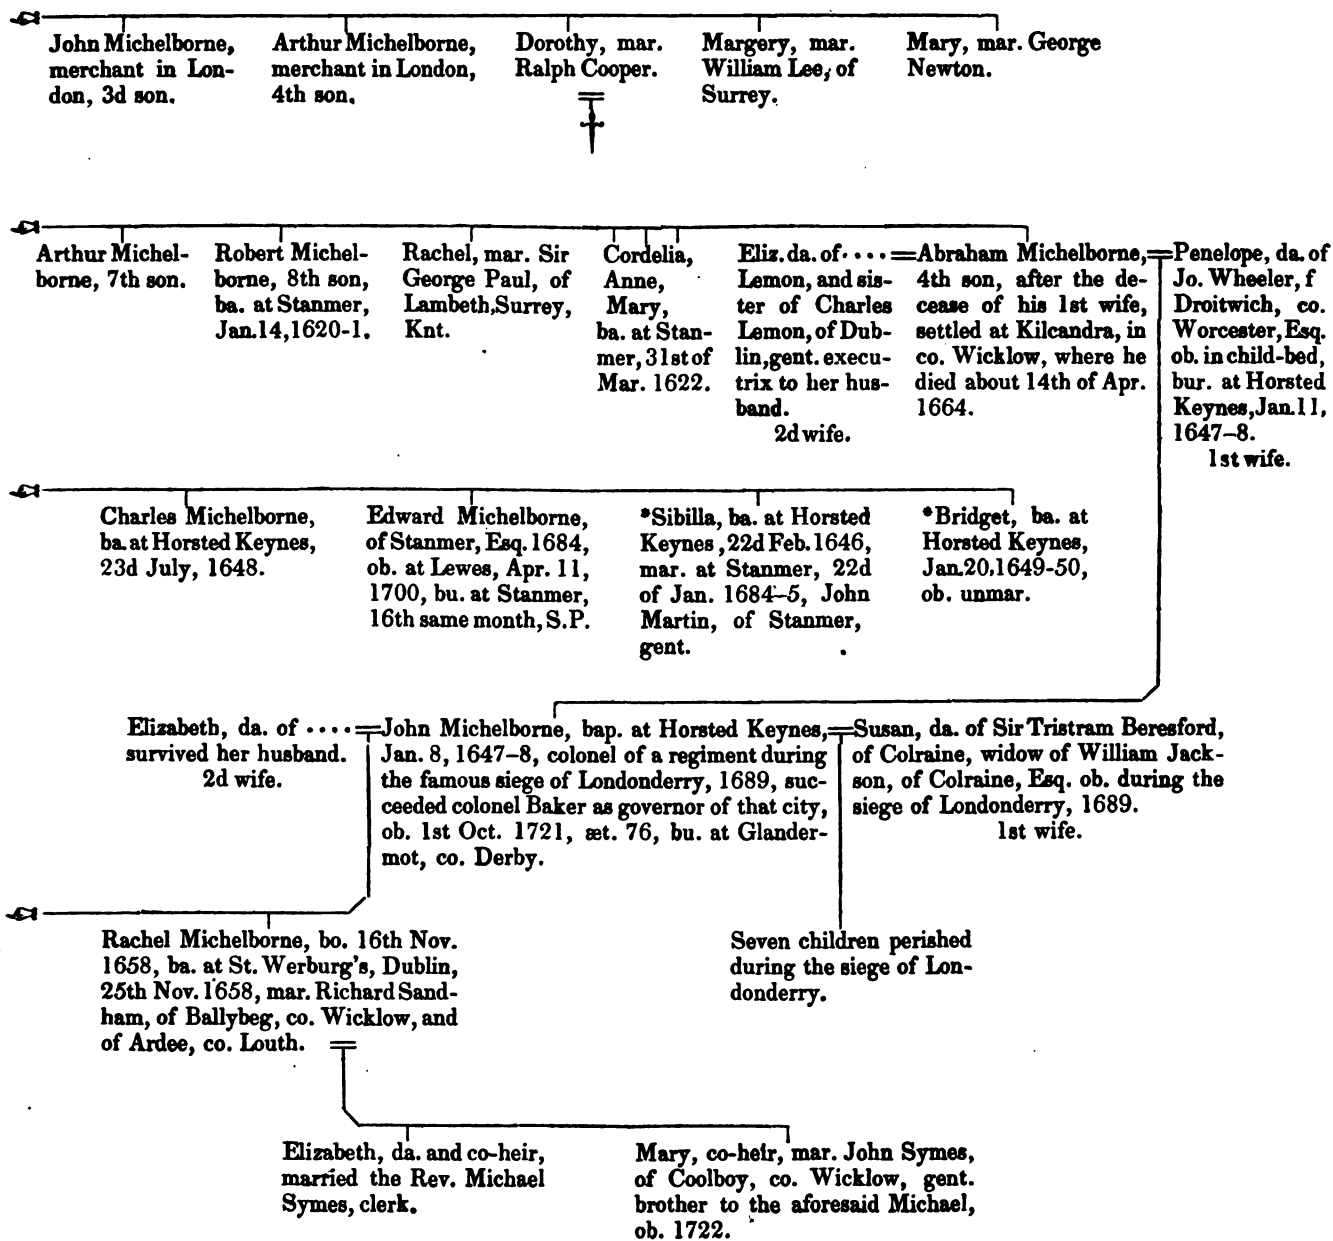 John Michelborne,
merchant in Lon-
don, 3d son.
Arthur Michelborne,
merchant in London,
4th son.
Dorothy, mar.
Ralph Cooper.
Margery, mar.
William Lee, of
Surrey.
Mary, mar. George
Newton.
Arthur Michel-
borne, 7th son.
Robert Michel-
borne, 8th son,
ba. at Stanmer,
Jan. 14, 1620-1.
Rachel, mar. Sir
George Paul, of
Lambeth, Surrey,
Knt.
Cordelia,
Anne,
Mary,
ba. at Stan-
mer, 31st of
Mar. 1622.
Eliz. da. of ····
Lemon, and sis-
ter of Charles
Lemon, of Dub-
lin, gent. execu-
trix to her hus-
band.
2d wife.
Abraham Michelborne,
4th son, after the de-
cease of his 1st wife,
settled at Kilcandra, in
co. Wicklow, where he
died about 14th of Apr.
1664.
Penelope, da. of
Jo. Wheeler, f
Droitwich, co.
Worcester, Esq.
ob. in child-bed,
bur. at Horsted
Keynes, Jan. 11,
1647–8.
1st wife.
Charles Michelborne,
ba. at Horsted Keynes,
23d July, 1648.
Edward Michelborne,
of Stanmer, Esq. 1684,
ob. at Lewes, Apr. 11,
1700, bu. at Stanmer,
16th same month, S.P.
*Sibilla, ba. at Horsted
Keynes, 22d Feb. 1646,
mar. at Stanmer, 22d
of Jan. 1684–5, John
Martin, of Stanmer,
gent.
*Bridget, ba. at
Horsted Keynes,
Jan. 20, 1649-50,
ob. unmar.
Elizabeth, da. of ····
survived her husband.
2d wife.
John Michelborne, bap. at Horsted Keynes,
Jan. 8, 1647–8, colonel of a regiment during
the famous siege of Londonderry, 1689, suc-
ceeded colonel Baker as governor of that city,
ob. 1st Oct. 1721, æt. 76, bu. at Glander-
mot, co. Derby.
Susan, da. of Sir Tristram Beresford,
of Colraine, widow of William Jack-
son, of Colraine, Esq. ob. during the
siege of Londonderry, 1689.
1st wife.
Rachel Michelborne, bo. 16th Nov.
1658, ba. at St. Werburg's, Dublin,
25th Nov. 1658, mar. Richard Sand-
ham, of Ballybeg, co. Wicklow, and
of Ardee, co. Louth.
Seven children perished
during the siege of Lon-
donderry.
Elizabeth, da. and co-heir,
married the Rev. Michael
Symes, clerk.
Mary, co-heir, mar. John Symes,
of Coolboy, co. Wicklow, gent.
brother to the aforesaid Michael,
ob. 1722.